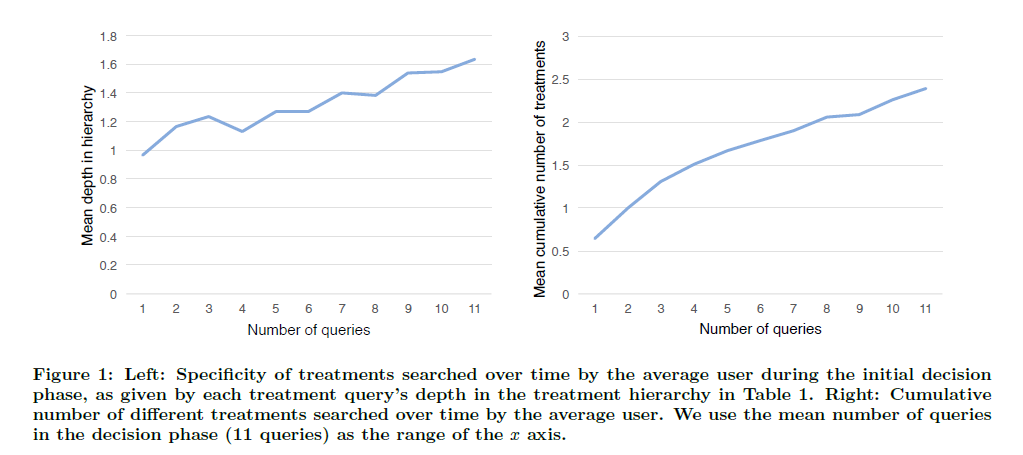 1.8
1.6
1.4
1.2
1
0.8
0.6
0.4
0.2
0
Mean depth in hierarchy
1 2 3 4 5 6 7 8 9 10 11
Number of queries
3
2.5
2
1.5
1
0.5
0
Mean cumulative number of treatments
1 2 3 4 5 6 7 8 9 10 11
Number of queries
Figure 1: Left: Specificity of treatments searched over time by the average user during the initial decision
phase, as given by each treatment query's depth in the treatment hierarchy in Table 1. Right: Cumulative
number of different treatments searched over time by the average user. We use the mean number of queries
in the decision phase (11 queries) as the range of the x axis.